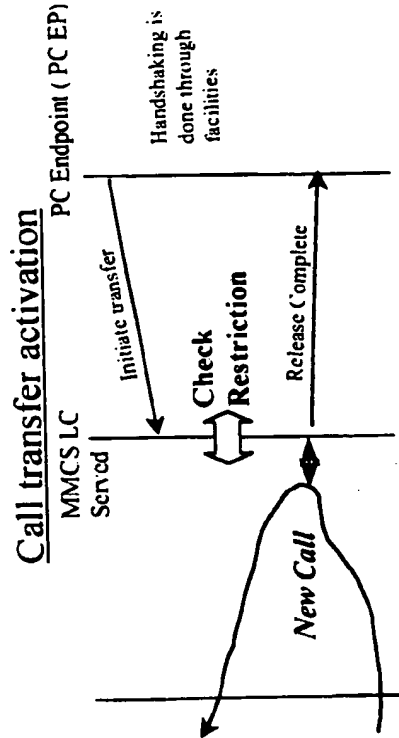 Call transfer activation
MMCS LC
Served
PC Endpoint ( PC EP)
Initiate transfer
Handshaking is
done through
facilities
Check
Restriction
New Call
Release Complete